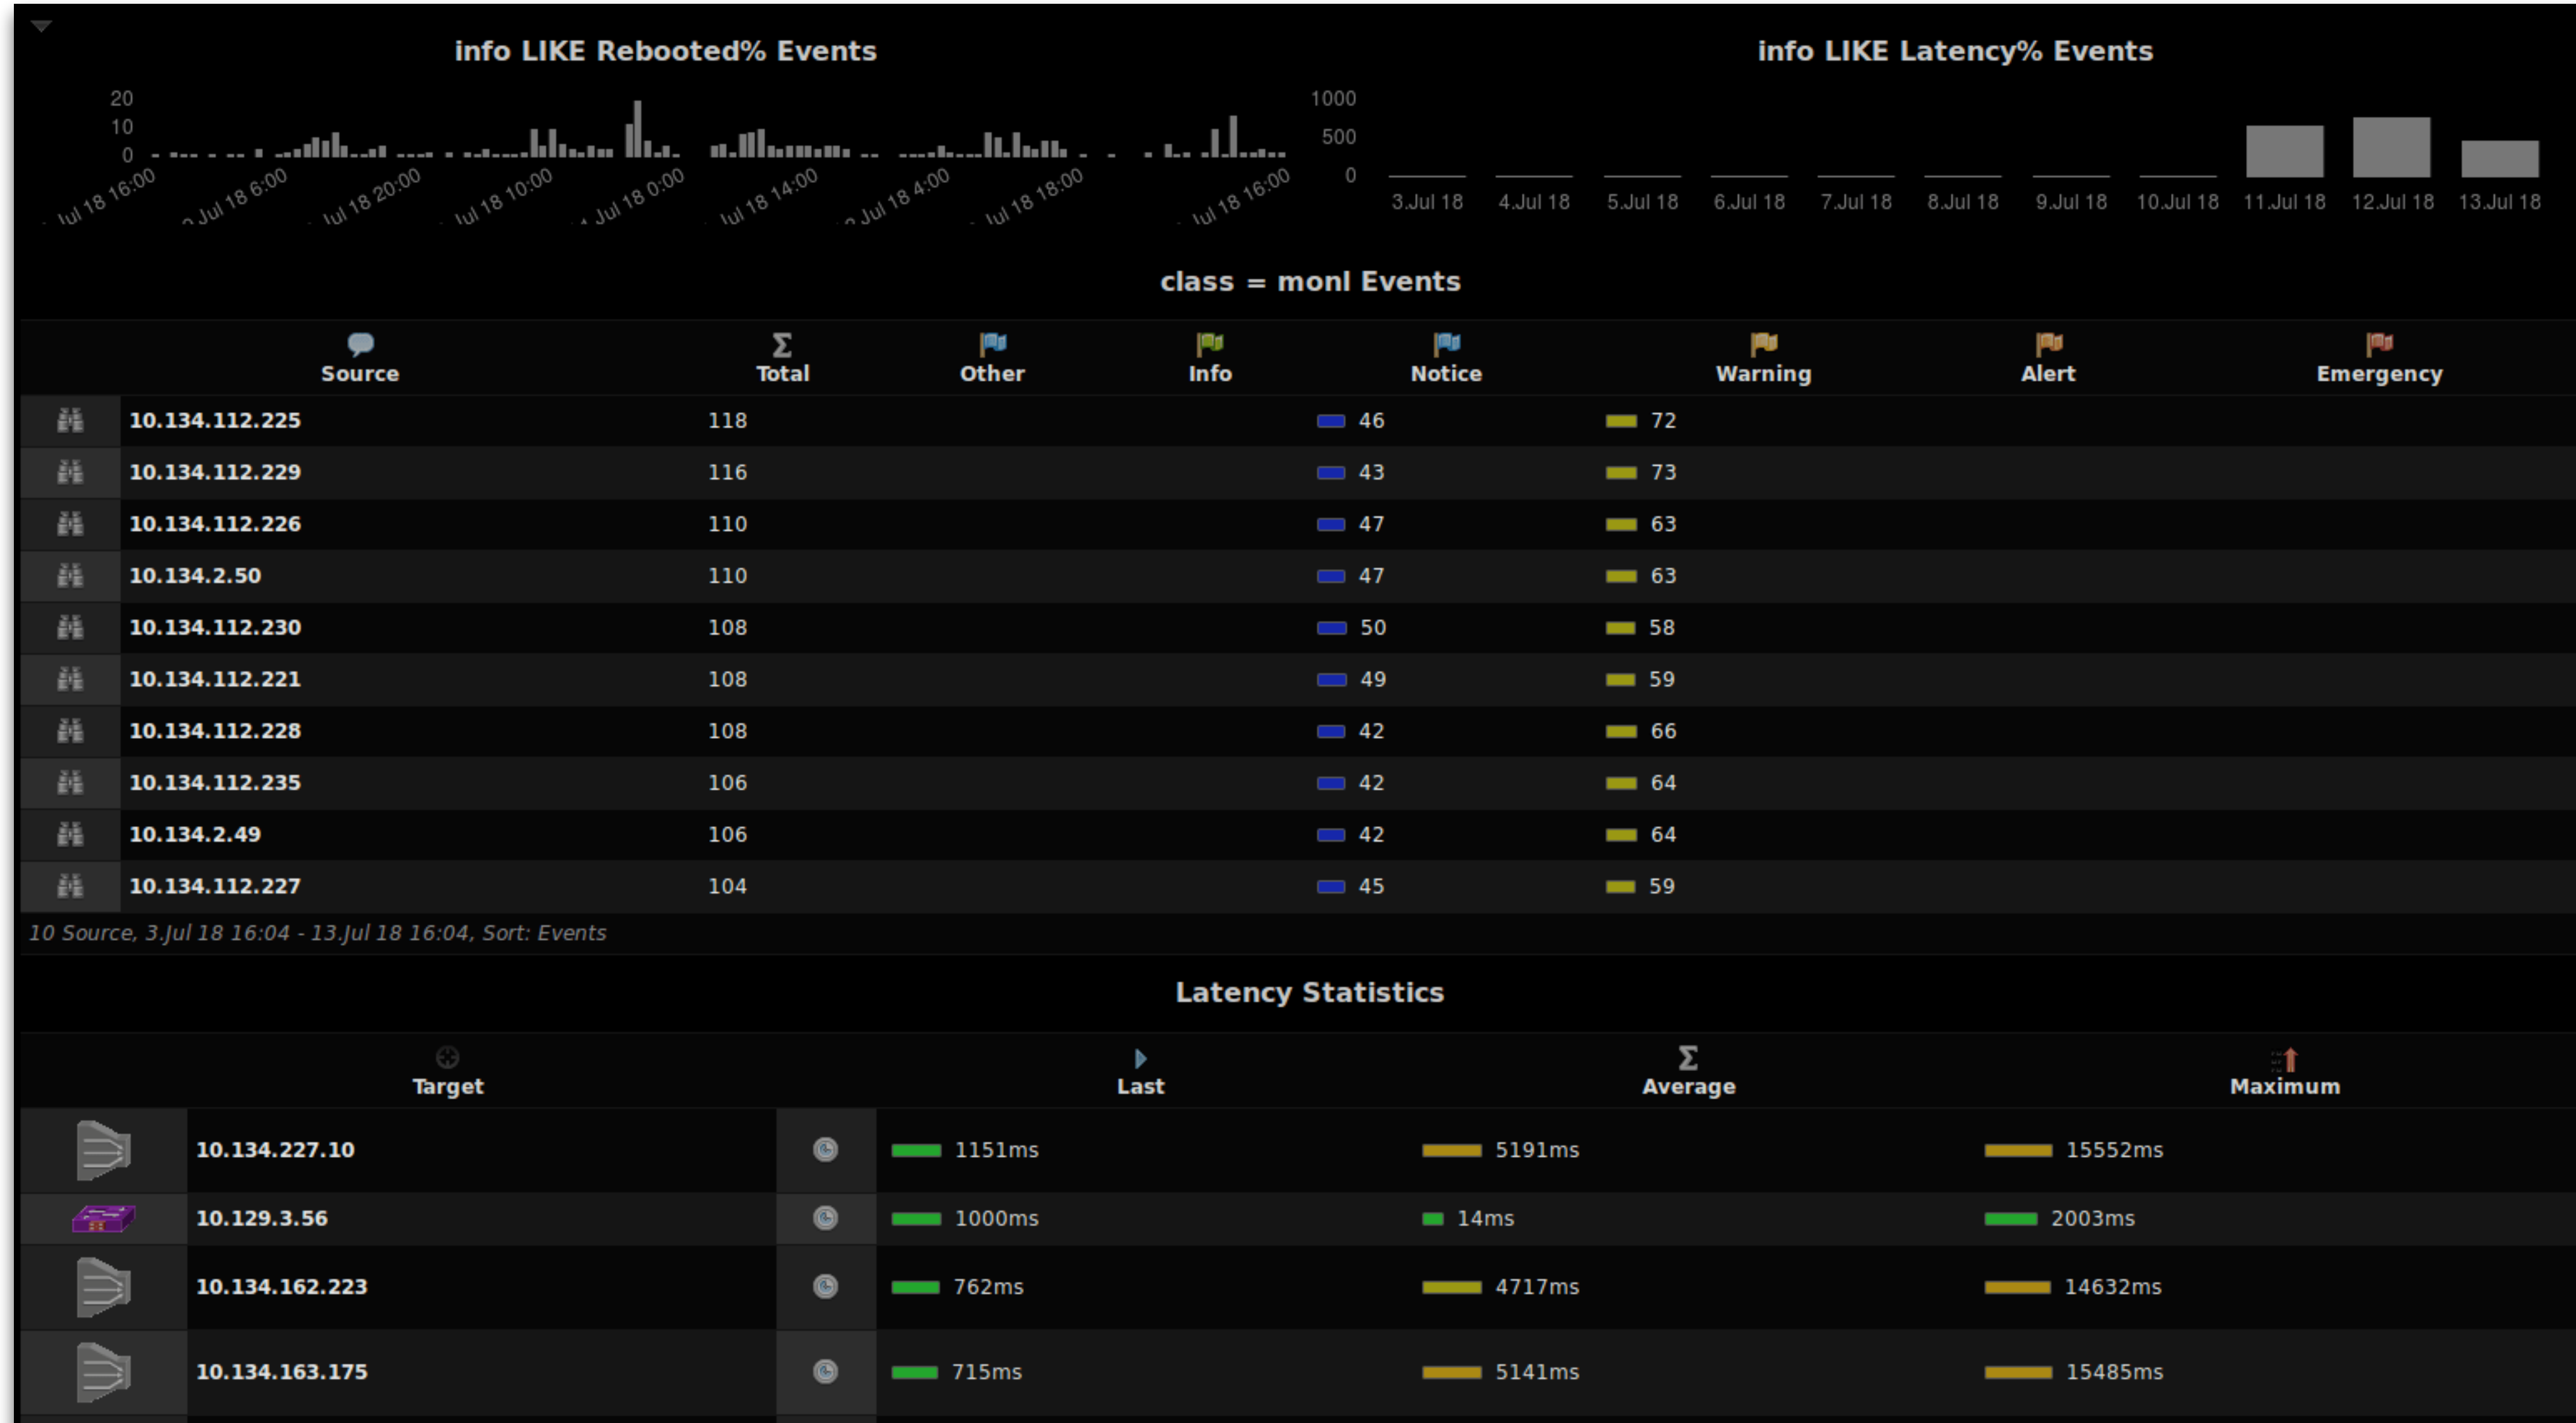 info LIKE Rebooted% Events
20
10
0
Jul 18 16:00
Jul 18 6:00
Jul 18 20:00
Jul 18 10:00
Jul 18 0:00
Jul 18 14:00
Jul 18 4:00
Jul 18 18:00
Jul 18 16:00
info LIKE Latency% Events
1000
500
0
3.Jul 18 4.Jul 18 5.Jul 18 6.Jul 18 7.Jul 18 8.Jul 18 9.Jul 18 10.Jul 18 11.Jul 18 12.Jul 18 13.Jul 18
class = monl Events
Source Σ Total Other Info Notice Warning Alert Emergency
10.134.112.225 118 46 72
10.134.112.229 116 43 73
10.134.112.226 110 47 63
10.134.2.50 110 47 63
10.134.112.230 108 50 58
10.134.112.221 108 49 59
10.134.112.228 108 42 66
10.134.112.235 106 42 64
10.134.2.49 106 42 64
10.134.112.227 104 45 59
10 Source, 3.Jul 18 16:04 - 13.Jul 18 16:04, Sort: Events
Latency Statistics
Target Last Σ Average Maximum
10.134.227.10 1151ms 5191ms 15552ms
10.129.3.56 1000ms 14ms 2003ms
10.134.162.223 762ms 4717ms 14632ms
10.134.163.175 715ms 5141ms 15485ms